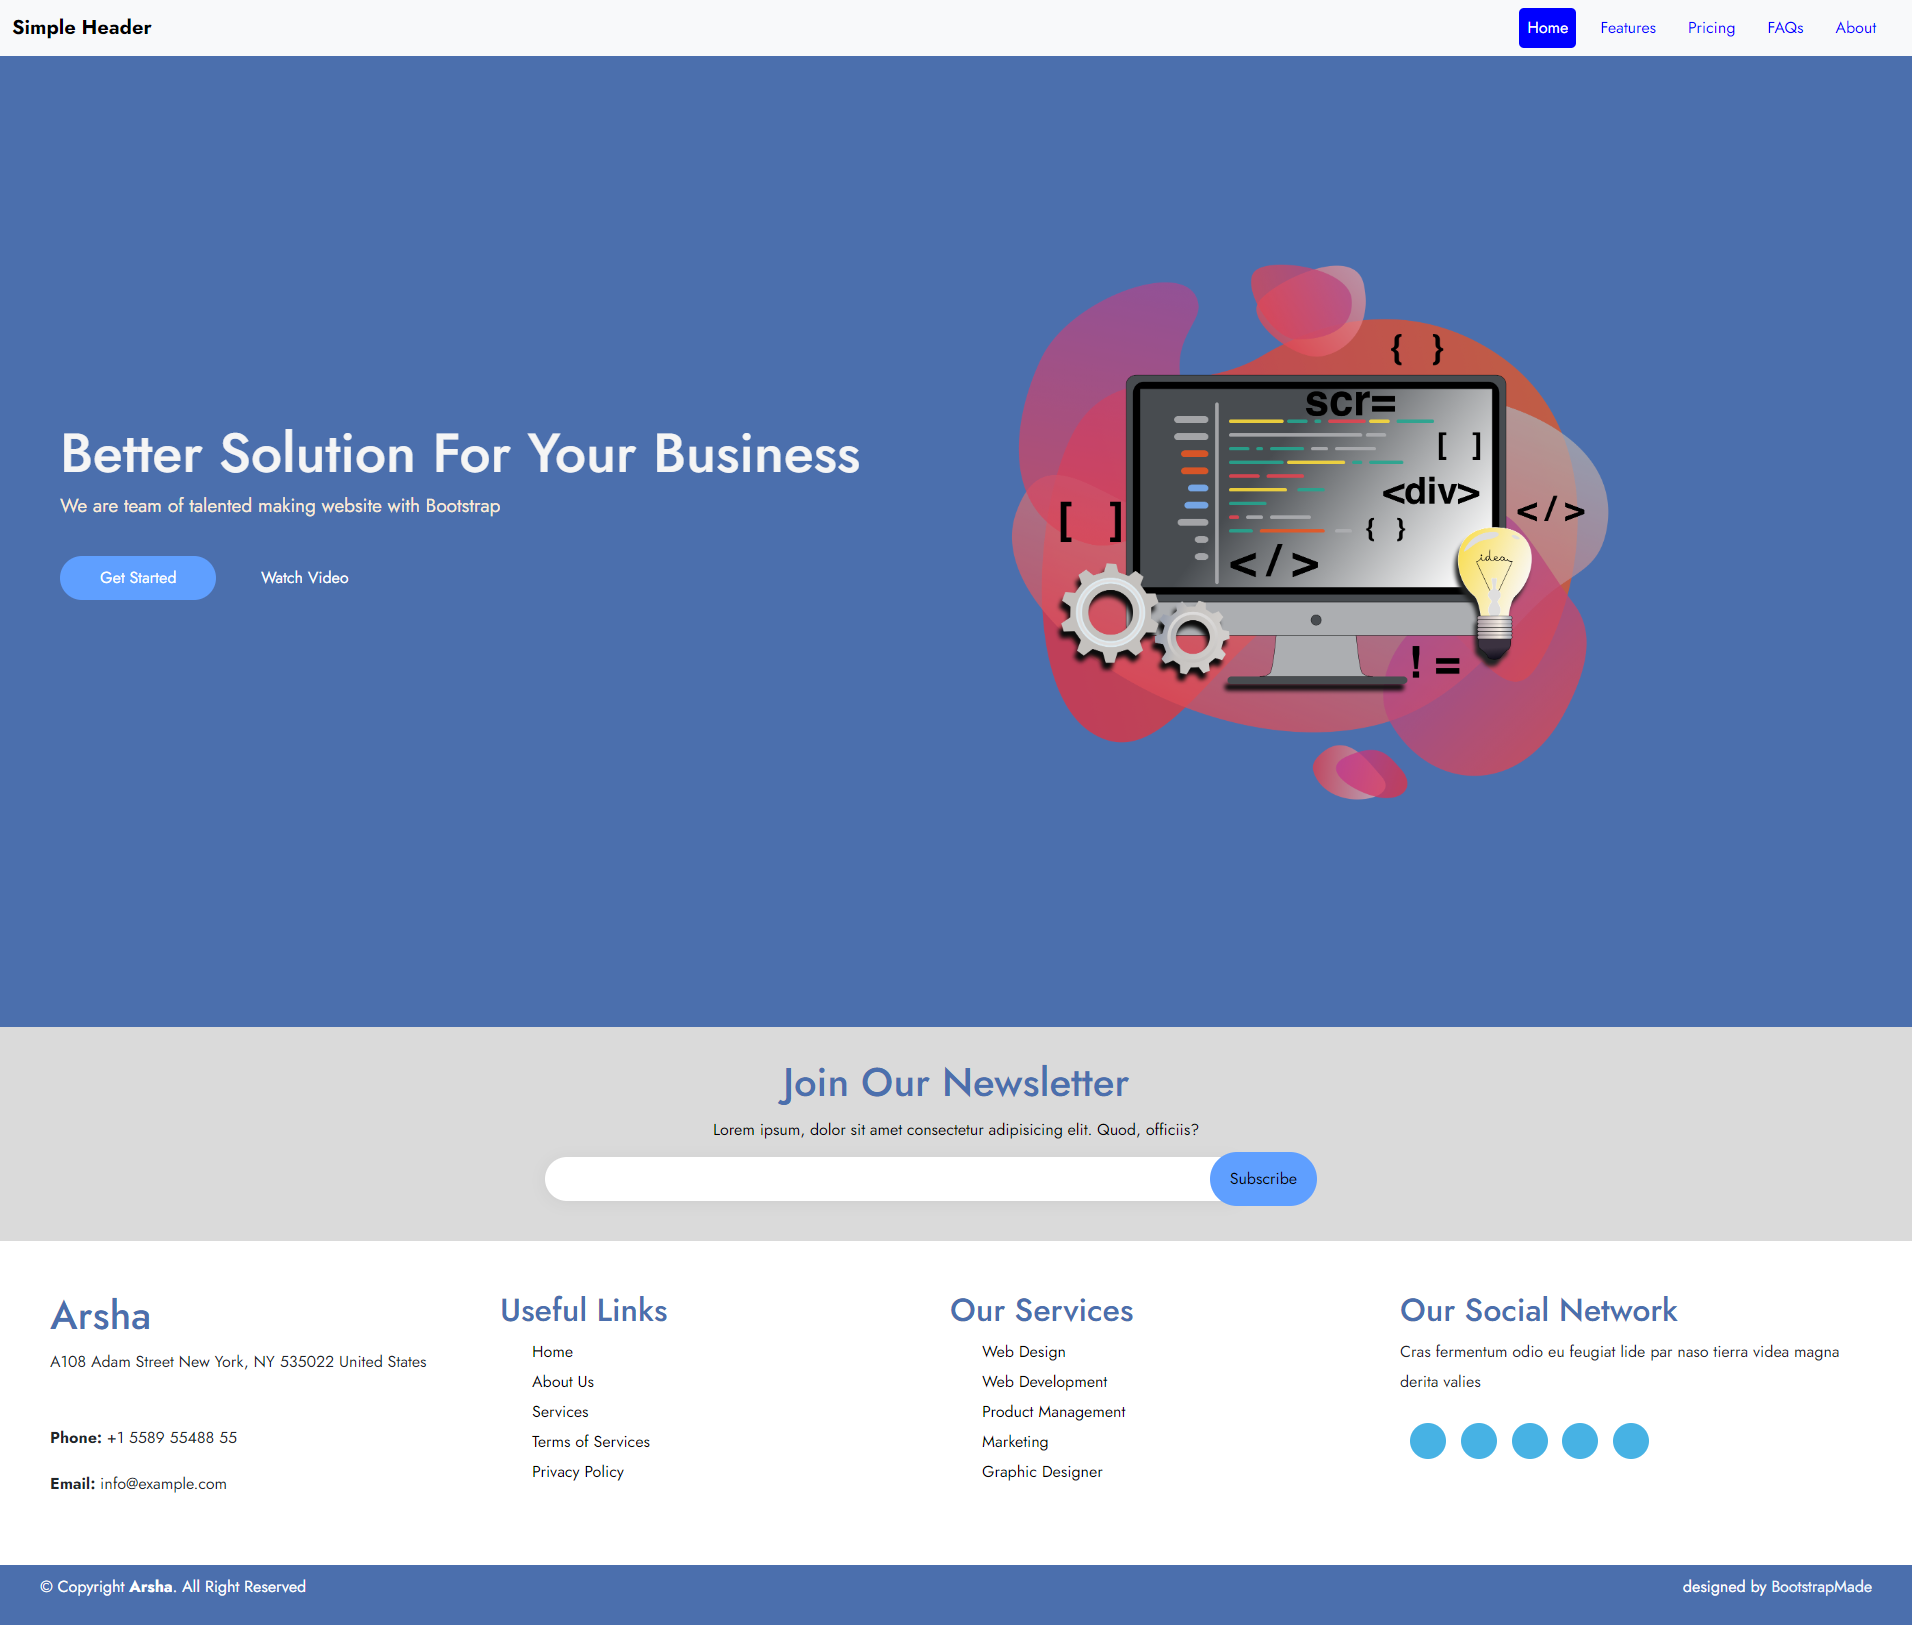 Simple Header
Home Features Pricing FAQs About
{ }
scr=
[ ]
<div>
</>
[ ]
{ }
</>
idea
! =
Better Solution For Your Business
We are team of talented making website with Bootstrap
Get Started Watch Video
Join Our Newsletter
Lorem ipsum, dolor sit amet consectetur adipisicing elit. Quod, officiis?
Subscribe
Arsha
A108 Adam Street New York, NY 535022 United States
Phone: +1 5589 55488 55
Email: info@example.com
Useful Links
Home
About Us
Services
Terms of Services
Privacy Policy
Our Services
Web Design
Web Development
Product Management
Marketing
Graphic Designer
Our Social Network
Cras fermentum odio eu feugiat lide par naso tierra videa magna
derita valies
© Copyright Arsha. All Right Reserved
designed by BootstrapMade